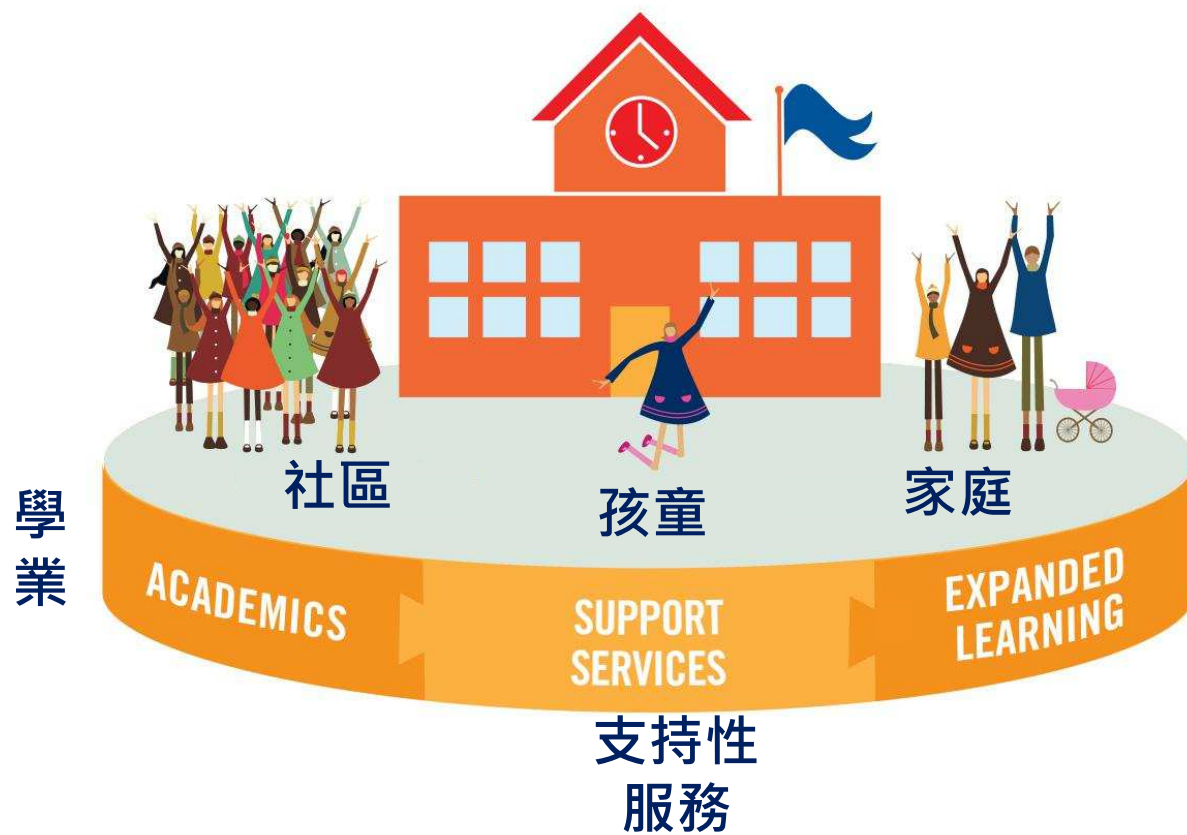 社區
孩童
家庭
學
業
ACADEMICS
SUPPORT
SERVICES
EXPANDED
LEARNING
支持性
服務